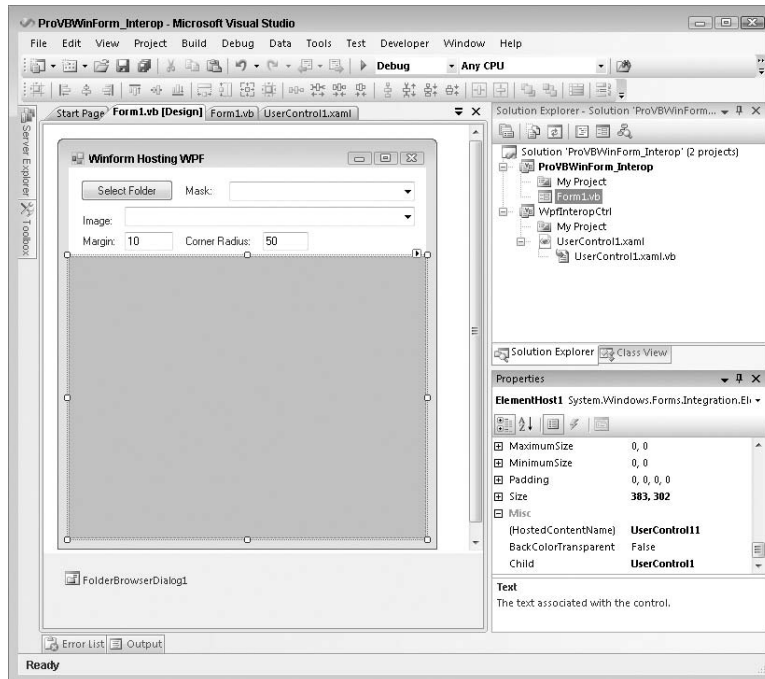 ProVBWinForm_Interop - Microsoft Visual Studio
File Edit View Project Build Debug Data Tools Test Developer Window Help
Debug Any CPU
Server Explorer
Toolbox
Start Page Form1.vb [Design] Form1.vb UserControl1.xaml
Winform Hosting WPF
Select Folder Mask:
Image:
Margin: 10 Corner Radius: 50
FolderBrowserDialog1
Solution Explorer - Solution 'ProVBWinForm...
Solution 'ProVBWinForm_Interop' (2 projects)
ProVBWinForm_Interop
My Project
Form1.vb
WpfInteropCtrl
My Project
UserControl1.xaml
UserControl1.xaml.vb
Solution Explorer Class View
Properties
ElementHost1 System.Windows.Forms.Integration.Ele
MaximumSize 0, 0
MinimumSize 0, 0
Padding 0, 0, 0, 0
Size 383, 302
Misc
(HostedContentName) UserControl11
BackColorTransparent False
Child UserControl1
Text
The text associated with the control.
Error List Output
Ready